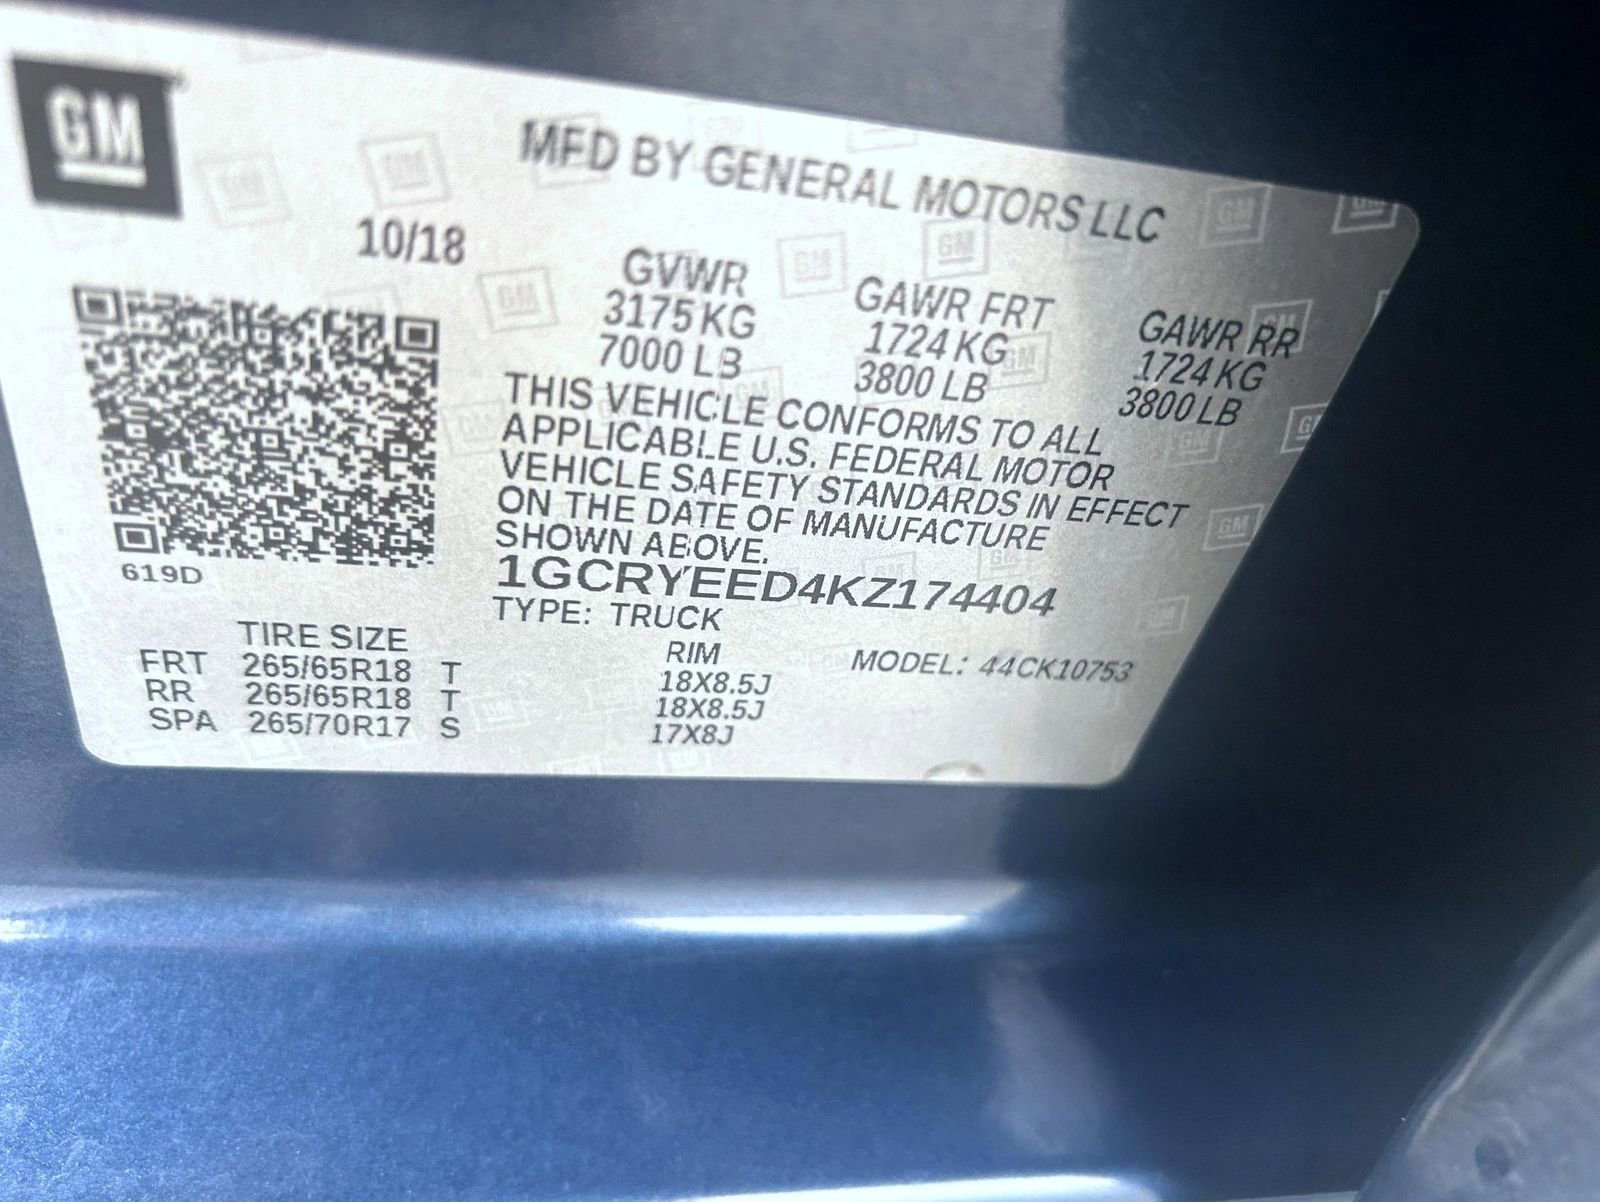 GM
MFD BY GENERAL MOTORS LLC
10/18
GVWR GAWR FRT GAWR RR
3175 KG 1724 KG 1724 KG
7000 LB 3800 LB 3800 LB
THIS VEHICLE CONFORMS TO ALL
APPLICABLE U.S. FEDERAL MOTOR
VEHICLE SAFETY STANDARDS IN EFFECT
ON THE DATE OF MANUFACTURE
SHOWN ABOVE.
619D
1GCRYEED4KZ174404
TYPE: TRUCK
TIRE SIZE RIM MODEL: 44CK10753
FRT 265/65R18 T 18X8.5J
RR 265/65R18 T 18X8.5J
SPA 265/70R17 S 17X8J